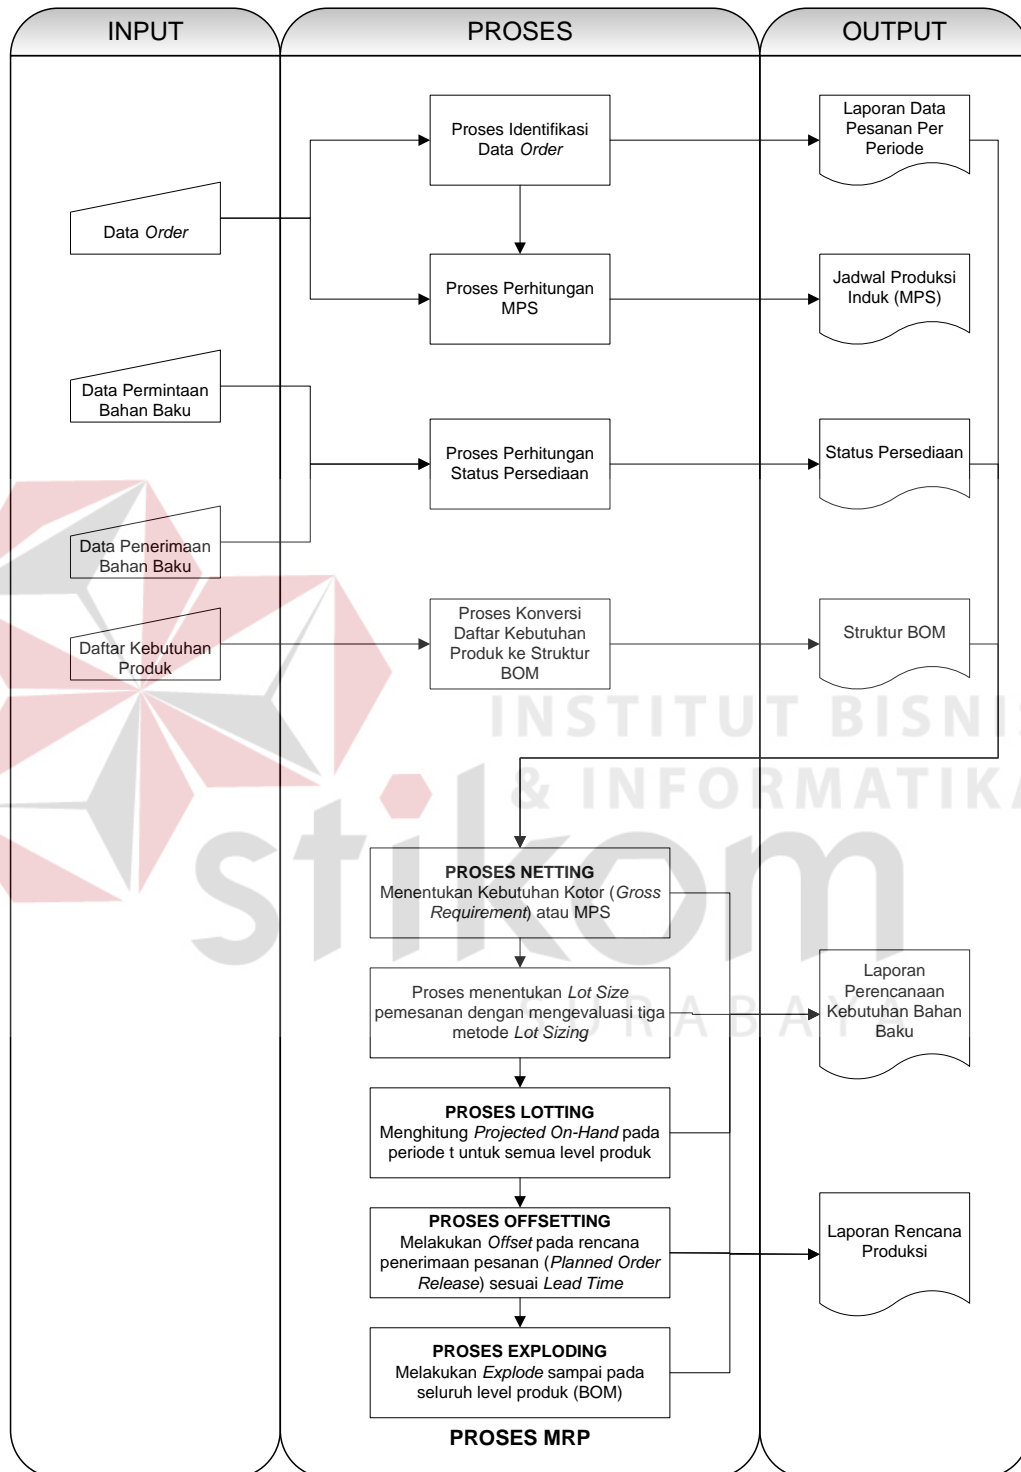 INPUT
PROSES
OUTPUT
Proses Identifikasi
Data Order
Laporan Data
Pesanan Per
Periode
Data Order
Proses Perhitungan
MPS
Jadwal Produksi
Induk (MPS)
Data Permintaan
Bahan Baku
Proses Perhitungan
Status Persediaan
Status Persediaan
Data Penerimaan
Bahan Baku
Daftar Kebutuhan
Produk
Proses Konversi
Daftar Kebutuhan
Produk ke Struktur
BOM
Struktur BOM
INSTITUT BISNIS
& INFORMATIKA
stikom
SURABAYA
PROSES NETTING
Menentukan Kebutuhan Kotor (Gross
Requirement) atau MPS
Proses menentukan Lot Size
pemesanan dengan mengevaluasi tiga
metode Lot Sizing
Laporan
Perencanaan
Kebutuhan Bahan
Baku
PROSES LOTTING
Menghitung Projected On-Hand pada
periode t untuk semua level produk
PROSES OFFSETTING
Melakukan Offset pada rencana
penerimaan pesanan (Planned Order
Release) sesuai Lead Time
Laporan Rencana
Produksi
PROSES EXPLODING
Melakukan Explode sampai pada
seluruh level produk (BOM)
PROSES MRP